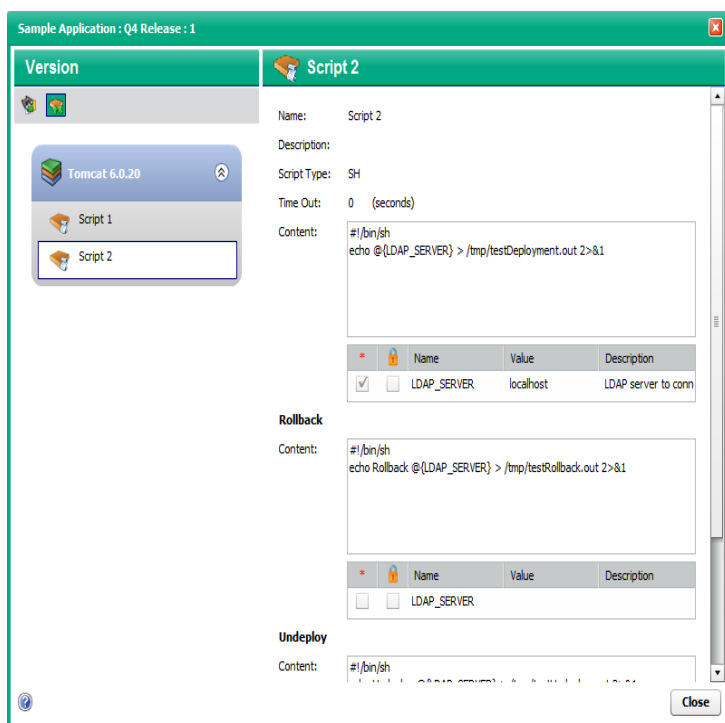 Sample Application : Q4 Release : 1
Version
Script 2
Tomcat 6.0.20
Script 1
Script 2
Name: Script 2
Description:
Script Type: SH
Time Out: 0 (seconds)
Content: #!/bin/sh
echo @{LDAP_SERVER} > /tmp/testDeployment.out 2>&1
* Name Value Description
LDAP_SERVER localhost LDAP server to conn
Rollback
Content: #!/bin/sh
echo Rollback @{LDAP_SERVER} > /tmp/testRollback.out 2>&1
* Name Value Description
LDAP_SERVER
Undeploy
Content: #!/bin/sh
Close